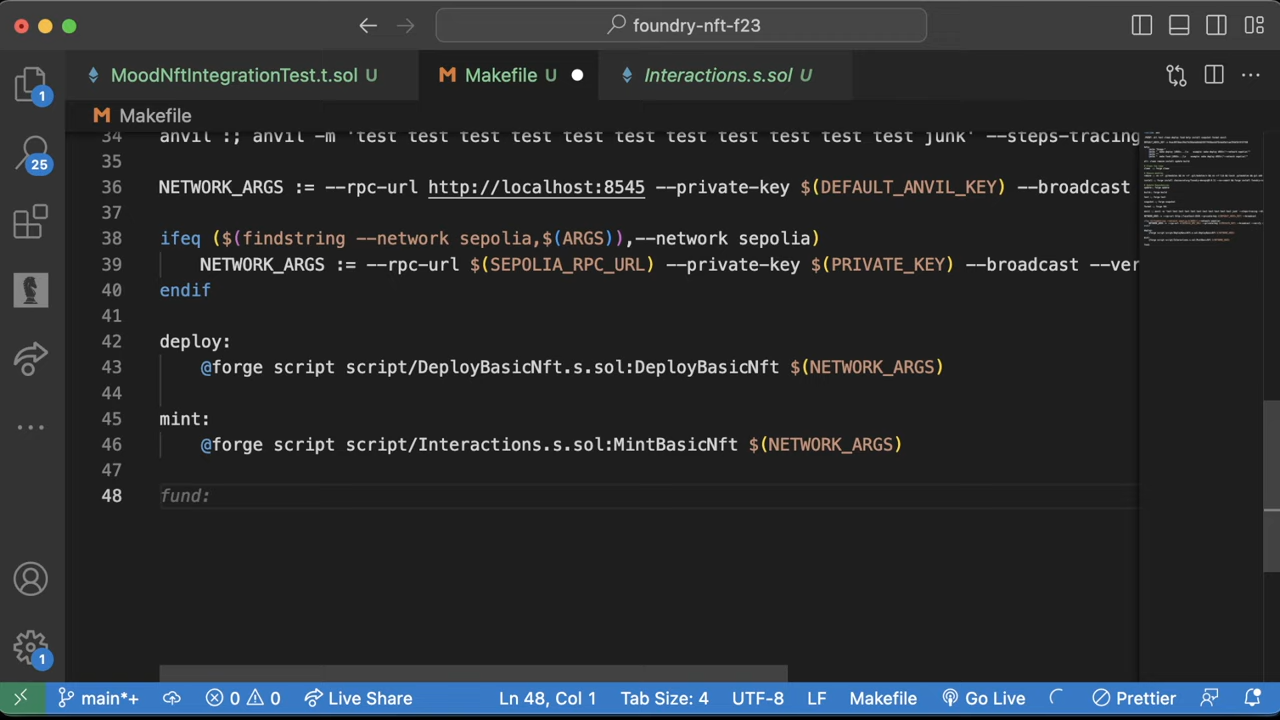 foundry-nft-f23
MoodNftIntegrationTest.t.sol U
Makefile U
Interactions.s.sol U
1
Makefile
34 anvil :; anvil -m 'test test test test test test test test test test test junk' --steps-tracing
25
35
36 NETWORK_ARGS := --rpc-url http://localhost:8545 --private-key $(DEFAULT_ANVIL_KEY) --broadcast
37
38 ifeq ($(findstring --network sepolia,$(ARGS)),--network sepolia)
39 NETWORK_ARGS := --rpc-url $(SEPOLIA_RPC_URL) --private-key $(PRIVATE_KEY) --broadcast --ver
40 endif
41
42 deploy:
43 @forge script script/DeployBasicNft.s.sol:DeployBasicNft $(NETWORK_ARGS)
44
45 mint:
46 @forge script script/Interactions.s.sol:MintBasicNft $(NETWORK_ARGS)
47
48 fund:
1
main*+ 0 0 Live Share Ln 48, Col 1 Tab Size: 4 UTF-8 LF Makefile Go Live Prettier